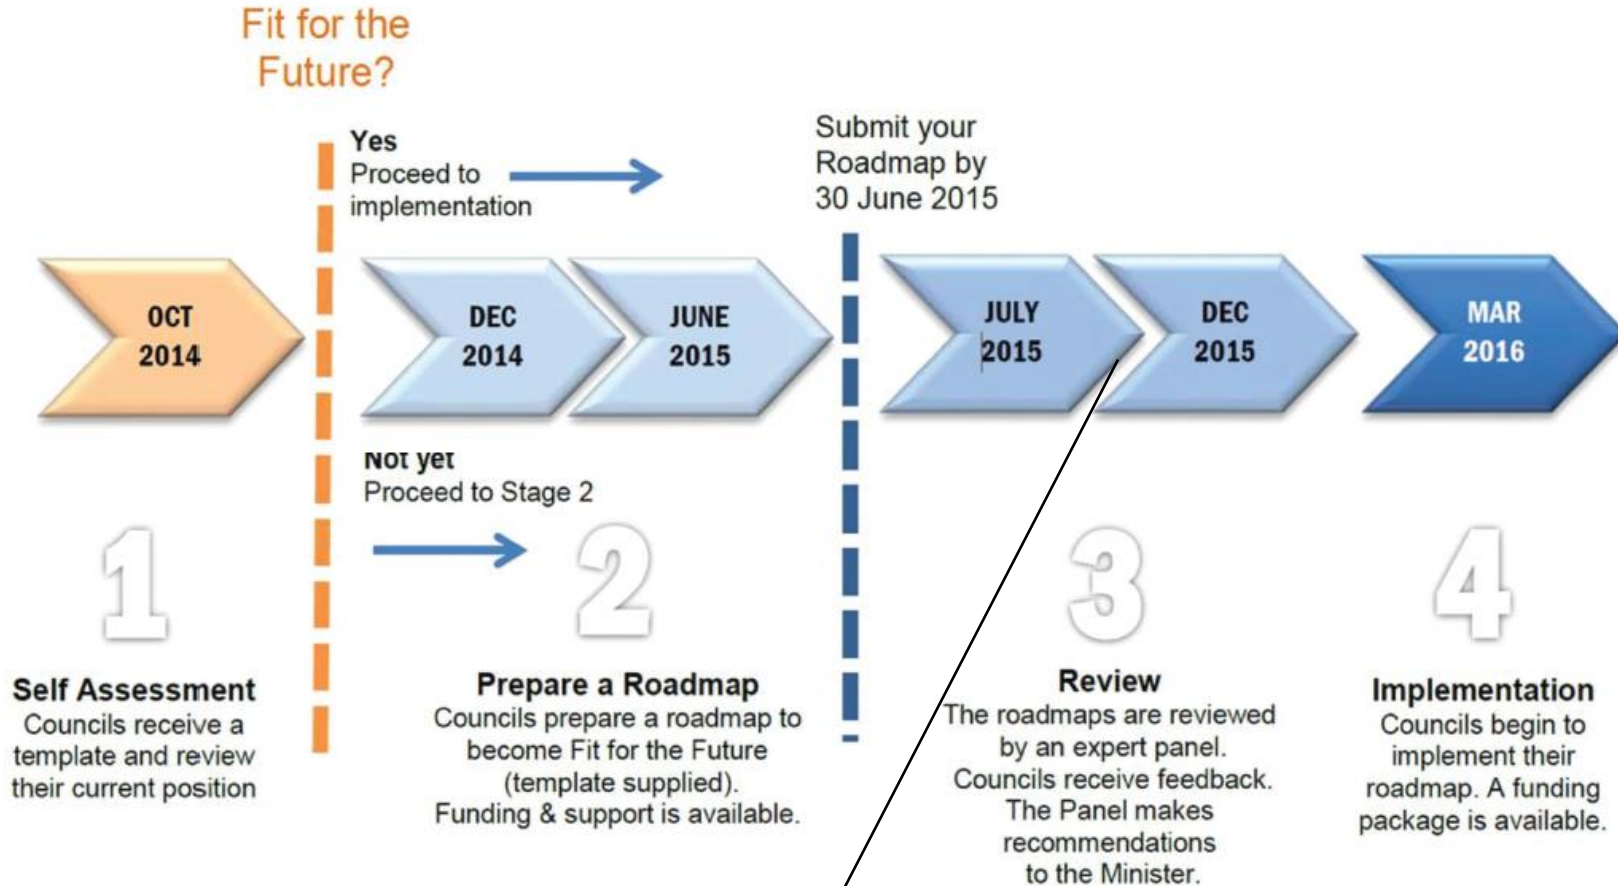 Fit for the
Future?
Yes
Proceed to
implementation
Submit your
Roadmap by
30 June 2015
OCT
2014
DEC
2014
JUNE
2015
JULY
2015
DEC
2015
MAR
2016
Not yet
Proceed to Stage 2
1
Self Assessment
Councils receive a
template and review
their current position
2
Prepare a Roadmap
Councils prepare a roadmap to
become Fit for the Future
(template supplied).
Funding & support is available.
3
Review
The roadmaps are reviewed
by an expert panel.
Councils receive feedback.
The Panel makes
recommendations
to the Minister.
4
Implementation
Councils begin to
implement their
roadmap. A funding
package is available.